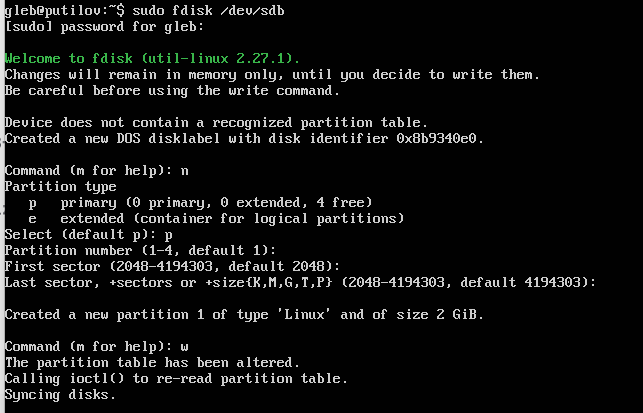 gleb@putilov:~$ sudo fdisk /dev/sdb
[sudo] password for gleb:
Welcome to fdisk (util-linux 2.27.1).
Changes will remain in memory only, until you decide to write them.
Be careful before using the write command.
Device does not contain a recognized partition table.
Created a new DOS disklabel with disk identifier 0x8b9340e0.
Command (m for help): n
Partition type
   p   primary (0 primary, 0 extended, 4 free)
   e   extended (container for logical partitions)
Select (default p): p
Partition number (1-4, default 1):
First sector (2048-4194303, default 2048):
Last sector, +sectors or +size{K,M,G,T,P} (2048-4194303, default 4194303):
Created a new partition 1 of type 'Linux' and of size 2 GiB.
Command (m for help): w
The partition table has been altered.
Calling ioctl() to re-read partition table.
Syncing disks.